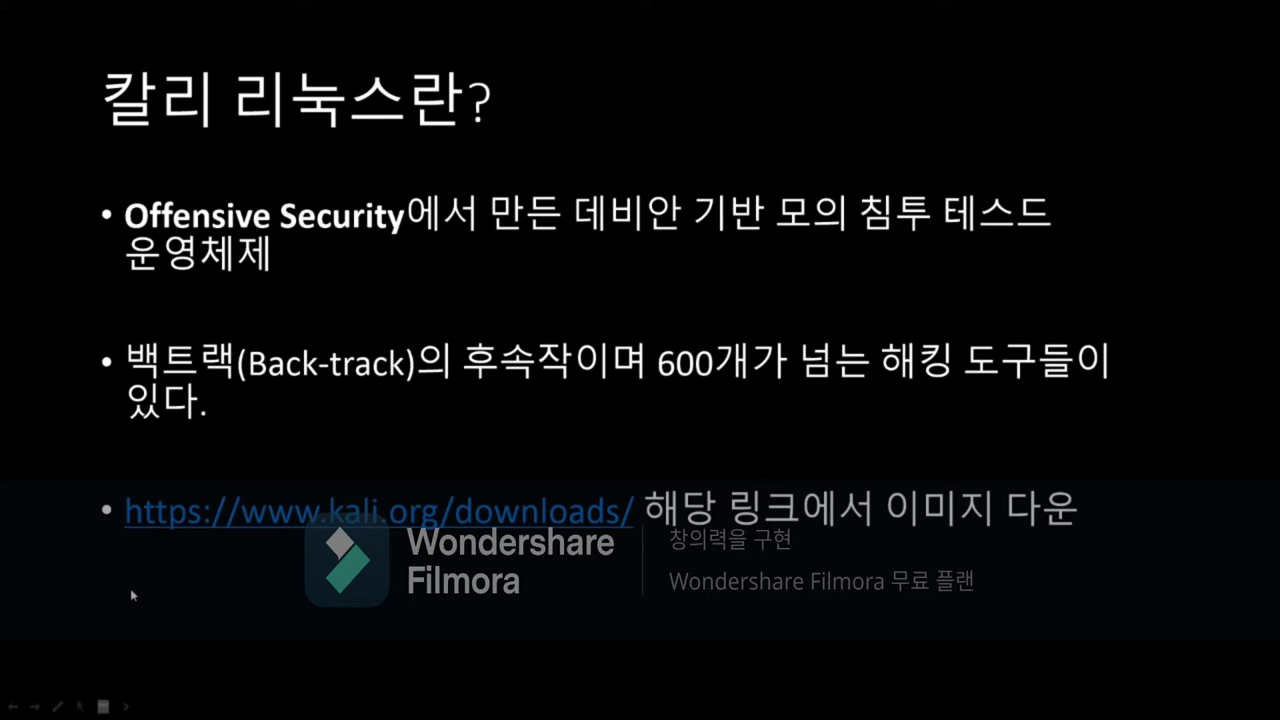 칼리 리눅스란?
• Offensive Security에서 만든 데비안 기반 모의 침투 테스드
운영체제
• 백트랙(Back-track)의 후속작이며 600개가 넘는 해킹 도구들이
있다.
• https://www.kali.org/downloads/ 해당 링크에서 이미지 다운
Wondershare
Filmora
창의력을 구현
Wondershare Filmora 무료 플랜